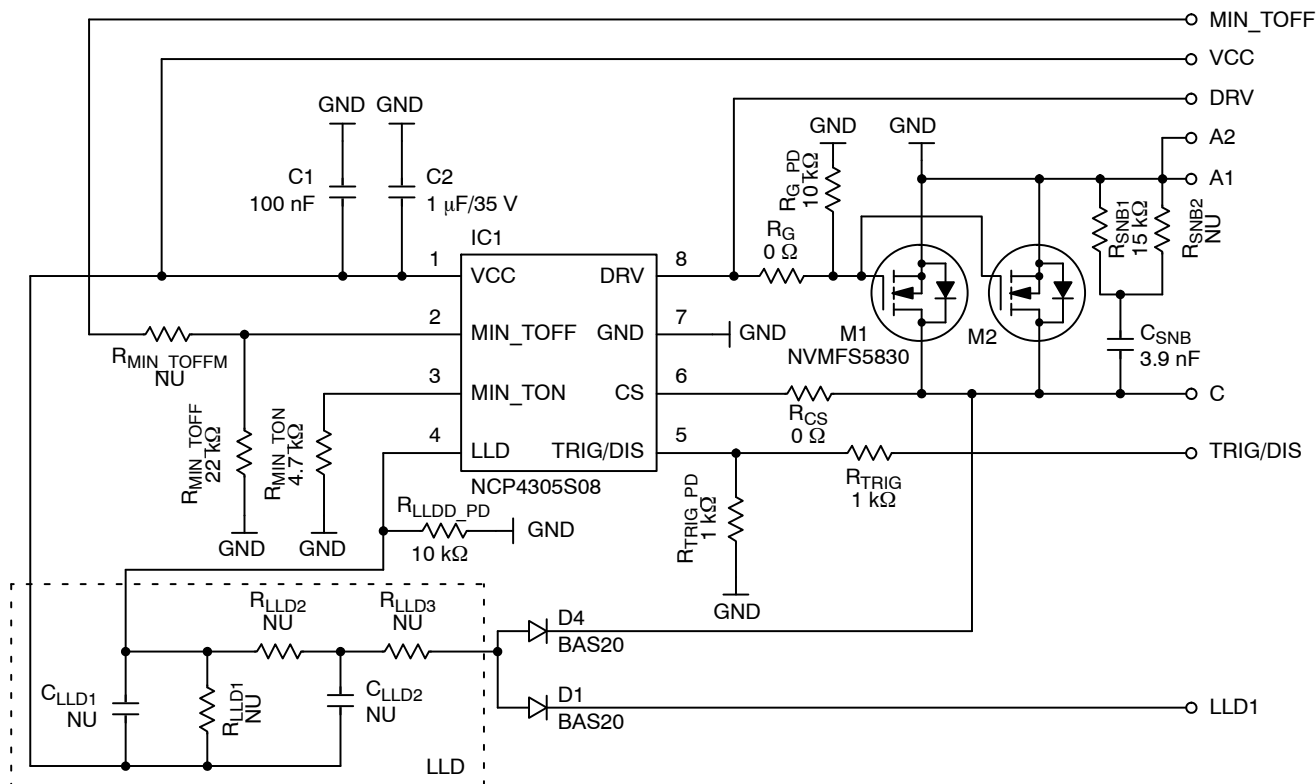 MIN_TOFF
VCC
DRV
GND
GND
GND
GND
A2
A1
C1
100 nF
C2
1 μF/35 V
R_G_PD
10 kΩ
R_G
0 Ω
R_SNB1
15 kΩ
R_SNB2
NU
IC1
1
VCC
DRV
8
2
MIN_TOFF
GND
7
GND
M1
NVMFS5830
M2
C_SNB
3.9 nF
R_MIN_TOFFM
NU
3
MIN_TON
CS
6
R_CS
0 Ω
C
4
LLD
TRIG/DIS
5
TRIG/DIS
NCP4305S08
R_MIN_TOFF
22 kΩ
R_MIN_TON
4.7 kΩ
R_TRIG
1 kΩ
R_TRIG_PD
1 kΩ
R_LLDD_PD
10 kΩ
GND
GND
GND
GND
R_LLD2
NU
R_LLD3
NU
D4
BAS20
C_LLD1
NU
R_LLD1
NU
C_LLD2
NU
D1
BAS20
LLD1
LLD